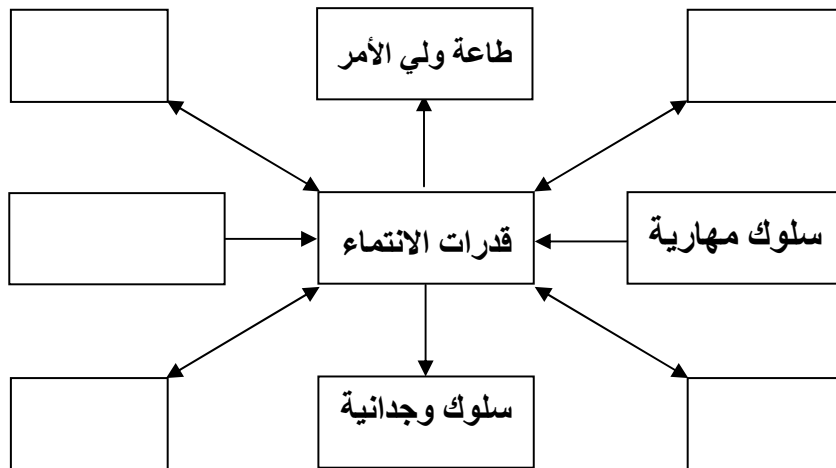 طاعة ولي الأمر
قدرات الانتماء
سلوك مهارية
سلوك وجدانية